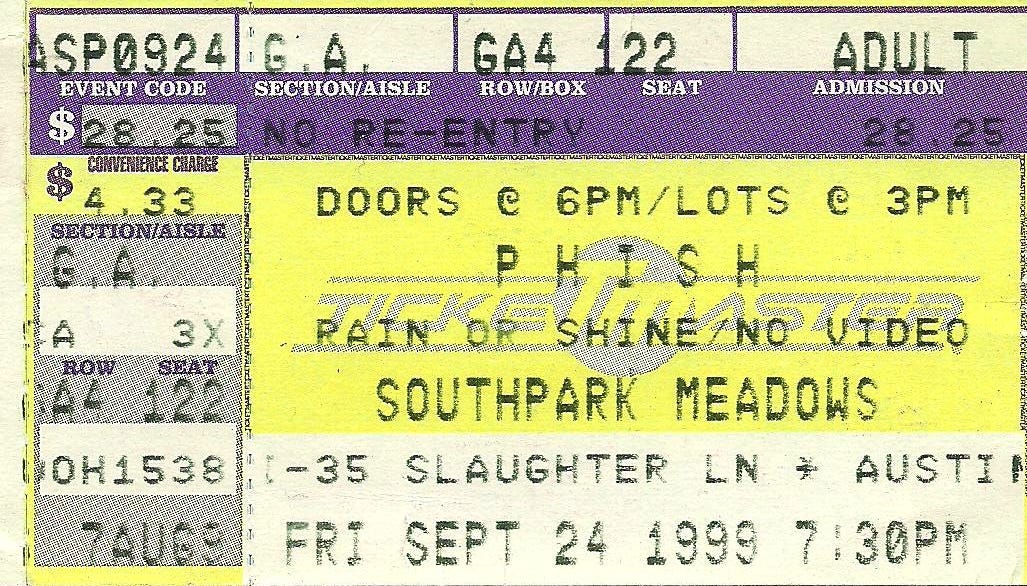 ASP0924 G.A. GA4 122 ADULT
EVENT CODE SECTION/AISLE ROW/BOX SEAT ADMISSION
$ 28.25 NO RE-ENTRY 28.25
CONVENIENCE CHARGE
$ 4.33
DOORS @ 6PM/LOTS @ 3PM
SECTION/AISLE
G.A.
PHISH
TICKETMASTER
CA 3X
RAIN OR SHINE/NO VIDEO
ROW SEAT
GA4 122
SOUTHPARK MEADOWS
OH1538
I-35 SLAUGHTER LN * AUSTIN
7AUG9
FRI SEPT 24 1999 7:30PM